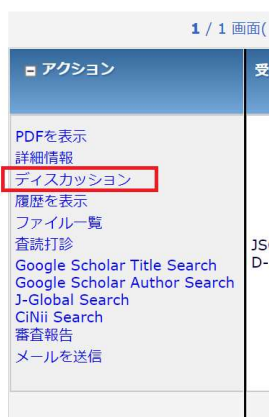 1 / 1 画面(
アクション
受
PDFを表示
詳細情報
ディスカッション
履歴を表示
ファイル一覧
査読打診
Google Scholar Title Search
Google Scholar Author Search
J-Global Search
CiNii Search
審査報告
メールを送信
JS
D-